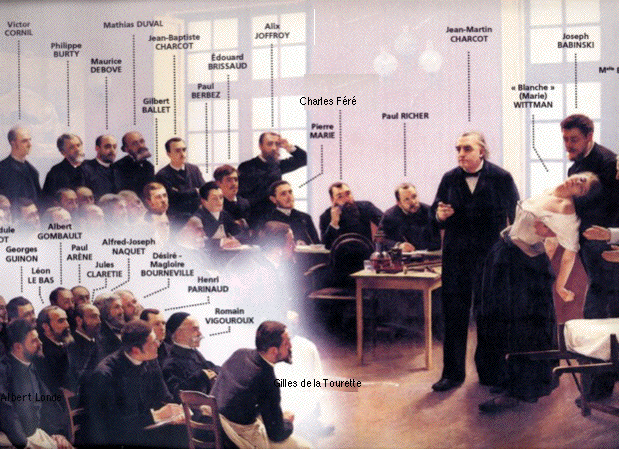 Victor
CORNIL
Philippe
BURTY
Mathias DUVAL
Maurice
DEBOVE
Jean-Baptiste
CHARCOT
Gilbert
BALLET
Paul
BERBEZ
Édouard
BRISSAUD
Alix
JOFFROY
Charles Féré
Pierre
MARIE
Paul RICHER
Jean-Martin
CHARCOT
« Blanche »
(Marie)
WITTMAN
Joseph
BABINSKI
Georges
GUINON
Léon
LE BAS
Albert
GOMBAULT
Paul
ARÈNE
Jules
CLARETIE
Alfred-Joseph
NAQUET
Désiré -
Magloire
BOURNEVILLE
Henri
PARINAUD
Romain
VIGOUROUX
Gilles de la Tourette
Albert Londe